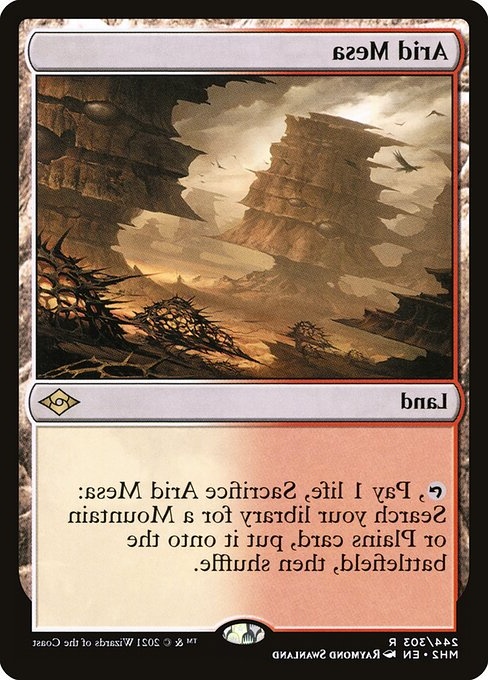 Arid Mesa
Land
, Pay 1 life, Sacrifice Arid Mesa:
Search your library for a Mountain
or Plains card, put it onto the
battlefield, then shuffle.
244/303 R
MH2 • EN Raymond Swanland
™ & © 2021 Wizards of the Coast